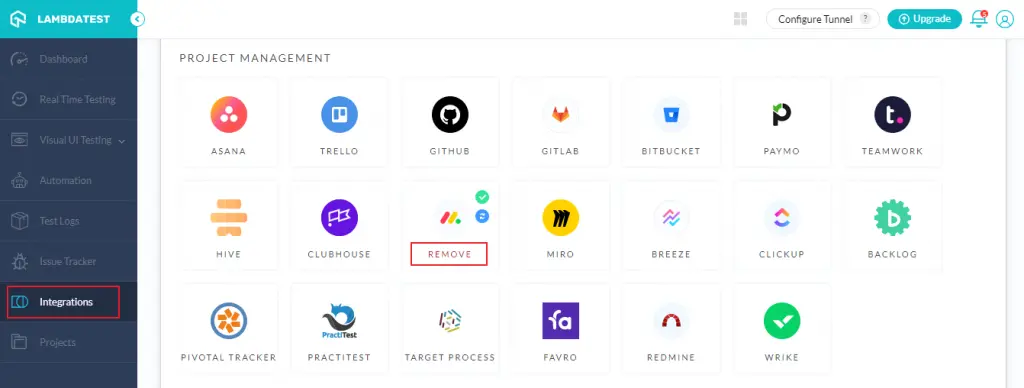 LAMBDATEST
Configure Tunnel ?
Upgrade
Dashboard
Real Time Testing
Visual UI Testing
Automation
Test Logs
Issue Tracker
Integrations
Projects
PROJECT MANAGEMENT
ASANA TRELLO GITHUB GITLAB BITBUCKET PAYMO TEAMWORK
HIVE CLUBHOUSE REMOVE MIRO BREEZE CLICKUP BACKLOG
PractiTest
PIVOTAL TRACKER PRACTITEST TARGET PROCESS FAVRO REDMINE WRIKE